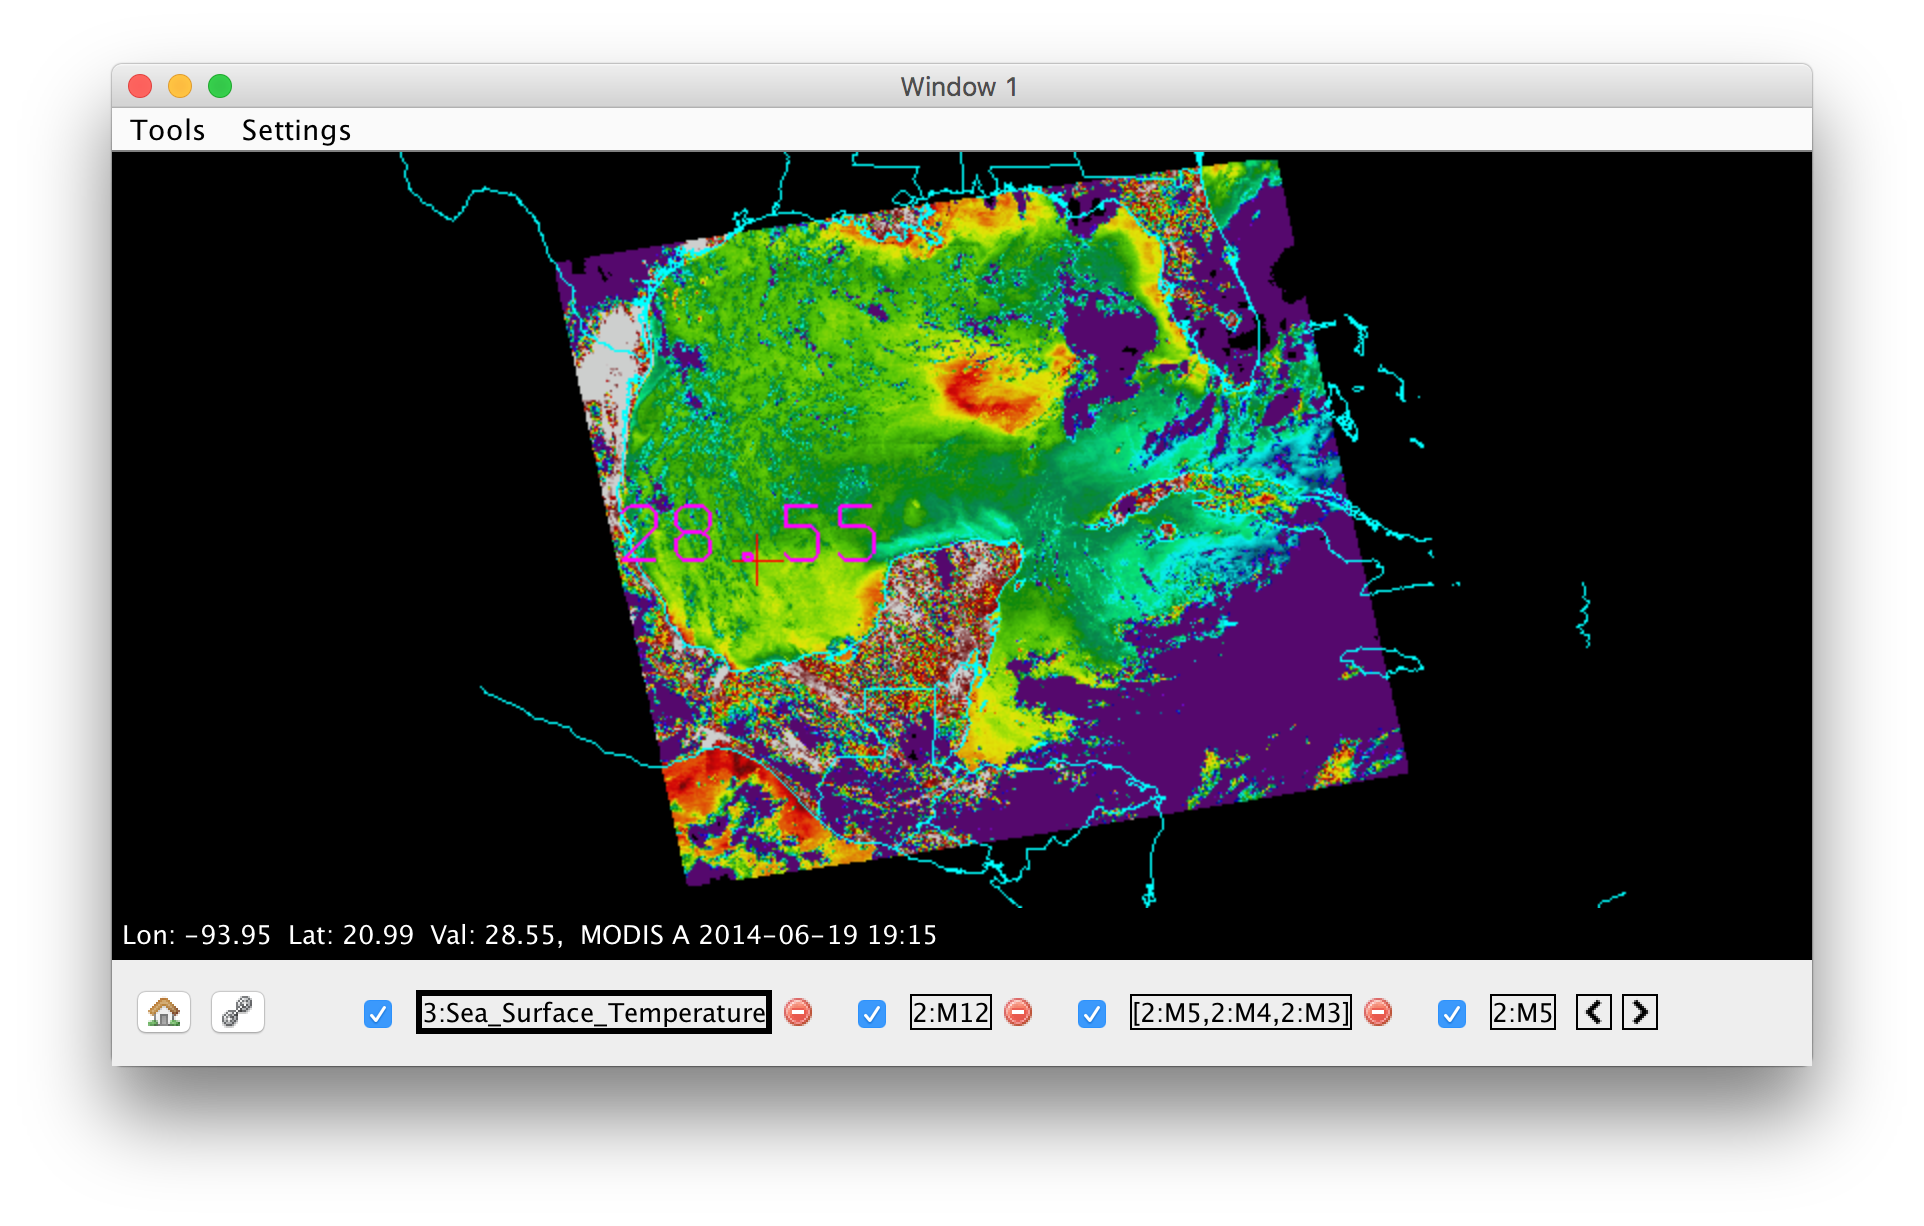 Window 1
Tools Settings
28.55
Lon: -93.95 Lat: 20.99 Val: 28.55, MODIS A 2014-06-19 19:15
3:Sea_Surface_Temperature 2:M12 [2:M5,2:M4,2:M3] 2:M5 < >